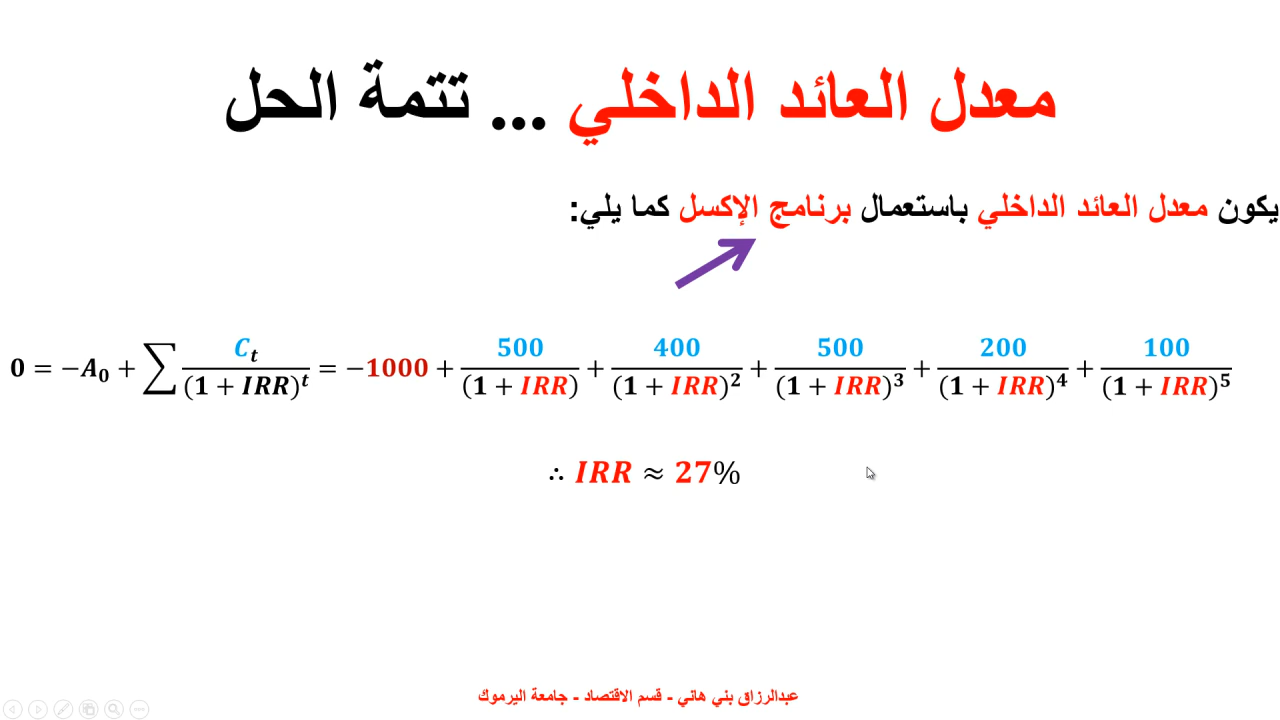 معدل العائد الداخلي ... تتمة الحل
يكون معدل العائد الداخلي باستعمال برنامج الإكسل كما يلي:
0 = −A₀ + ∑ Cₜ/(1 + IRR)ᵗ = −1000 + 500/(1 + IRR) + 400/(1 + IRR)² + 500/(1 + IRR)³ + 200/(1 + IRR)⁴ + 100/(1 + IRR)⁵
∴ IRR ≈ 27%
عبدالرزاق بني هاني - قسم الاقتصاد - جامعة اليرموك